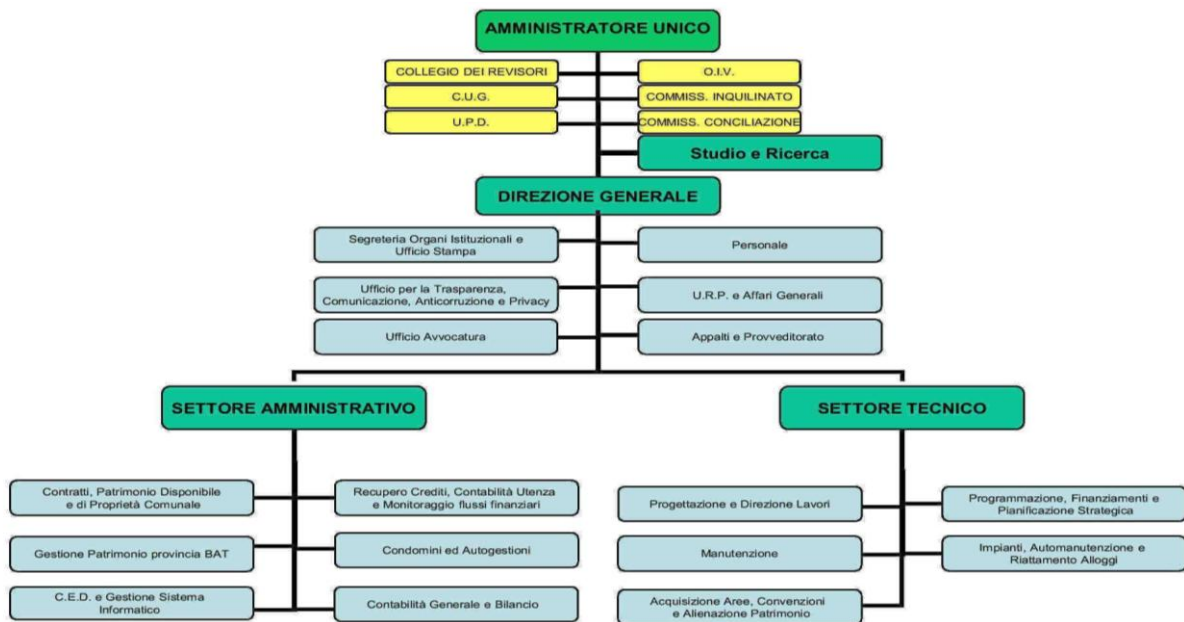 AMMINISTRATORE UNICO
COLLEGIO DEI REVISORI
O.I.V.
C.U.G.
COMMISS. INQUILINATO
U.P.D.
COMMISS. CONCILIAZIONE
Studio e Ricerca
DIREZIONE GENERALE
Segreteria Organi Istituzionali e
Ufficio Stampa
Personale
Ufficio per la Trasparenza,
Comunicazione, Anticorruzione e Privacy
U.R.P. e Affari Generali
Ufficio Avvocatura
Appalti e Provveditorato
SETTORE AMMINISTRATIVO
SETTORE TECNICO
Contratti, Patrimonio Disponibile
e di Proprietà Comunale
Recupero Crediti, Contabilità Utenza
e Monitoraggio flussi finanziari
Gestione Patrimonio provincia BAT
Condomini ed Autogestioni
C.E.D. e Gestione Sistema
Informatico
Contabilità Generale e Bilancio
Progettazione e Direzione Lavori
Programmazione, Finanziamenti e
Pianificazione Strategica
Manutenzione
Impianti, Automanutenzione e
Riattamento Alloggi
Acquisizione Aree, Convenzioni
e Alienazione Patrimonio